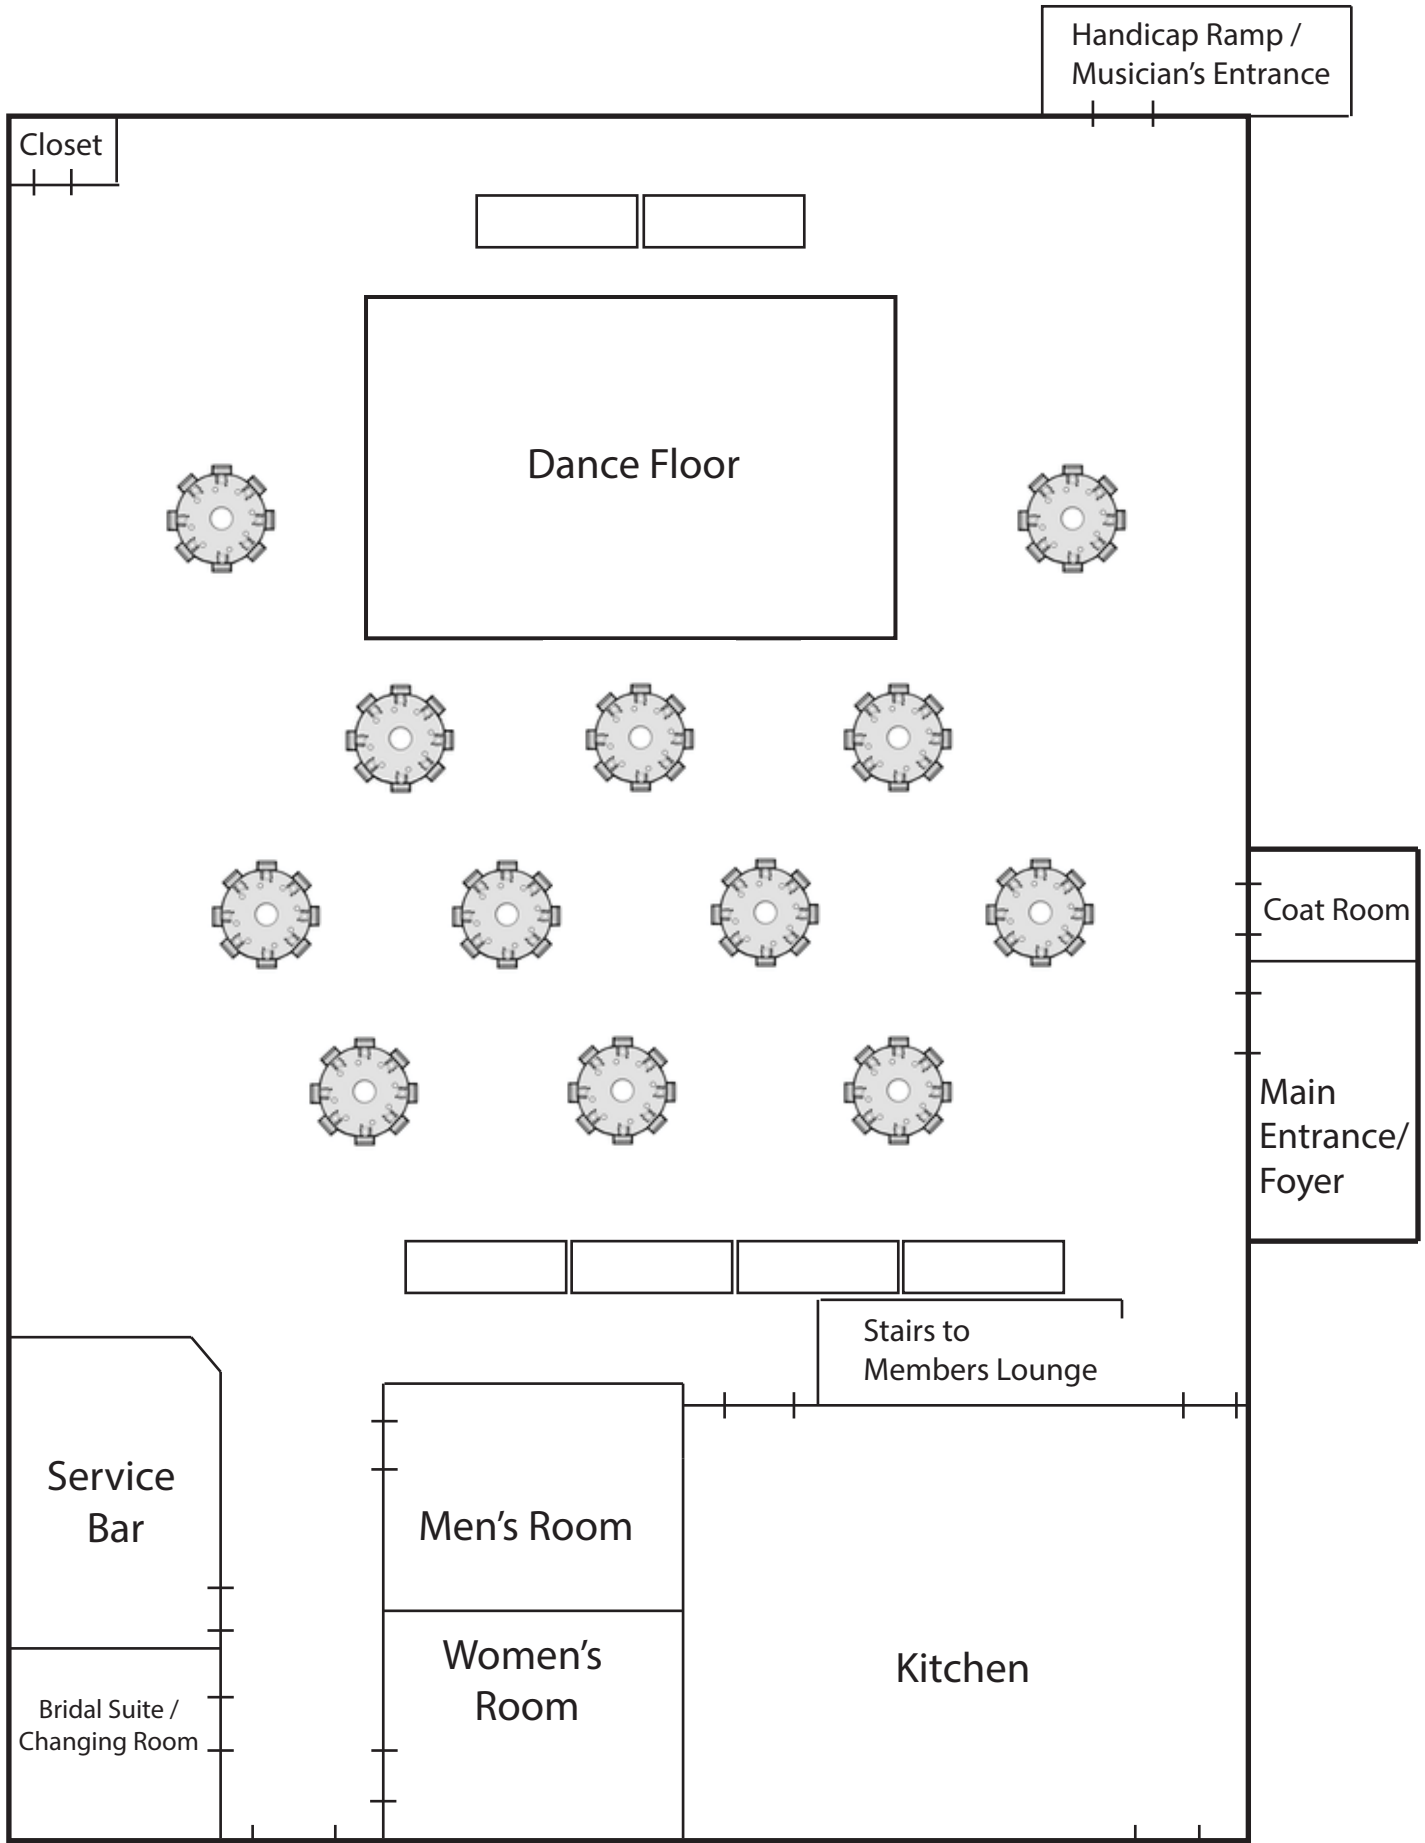 Handicap Ramp /
Musician’s Entrance
Closet
Dance Floor
Coat Room
Main
Entrance/
Foyer
Stairs to
Members Lounge
Service
Bar
Men’s Room
Women’s
Room
Kitchen
Bridal Suite /
Changing Room